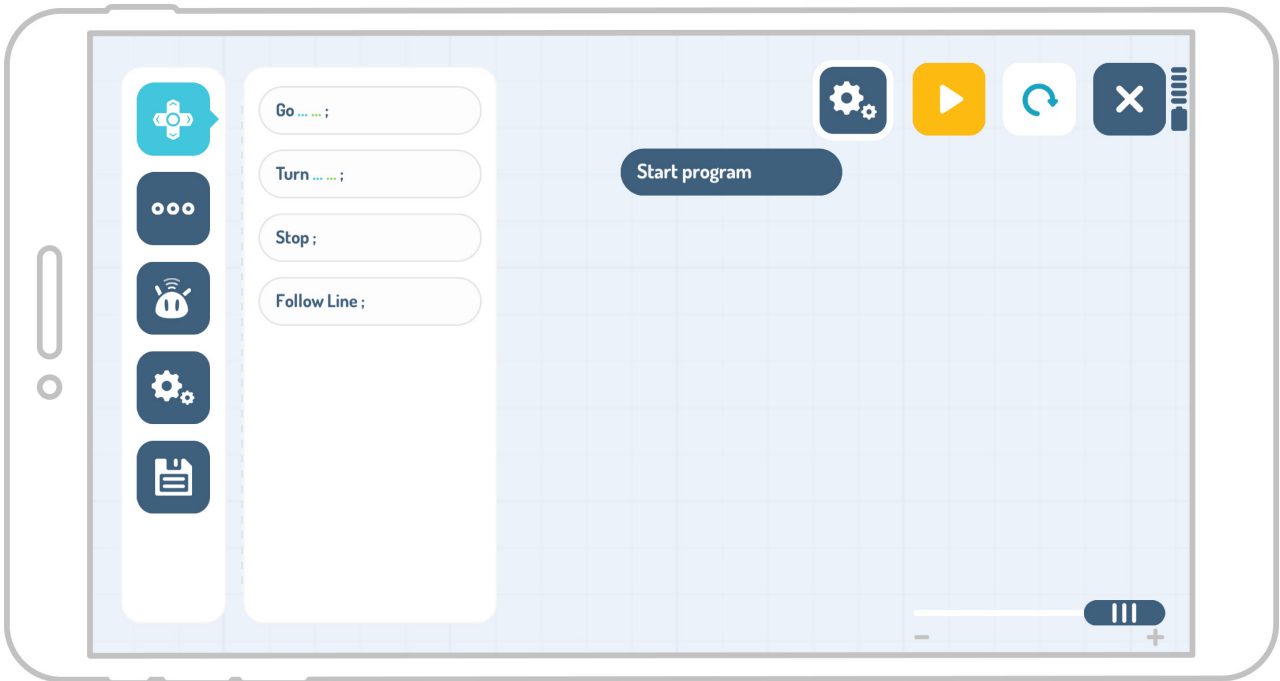 Go ... ... ;
Turn ... ... ;
Stop ;
Follow Line ;
Start program